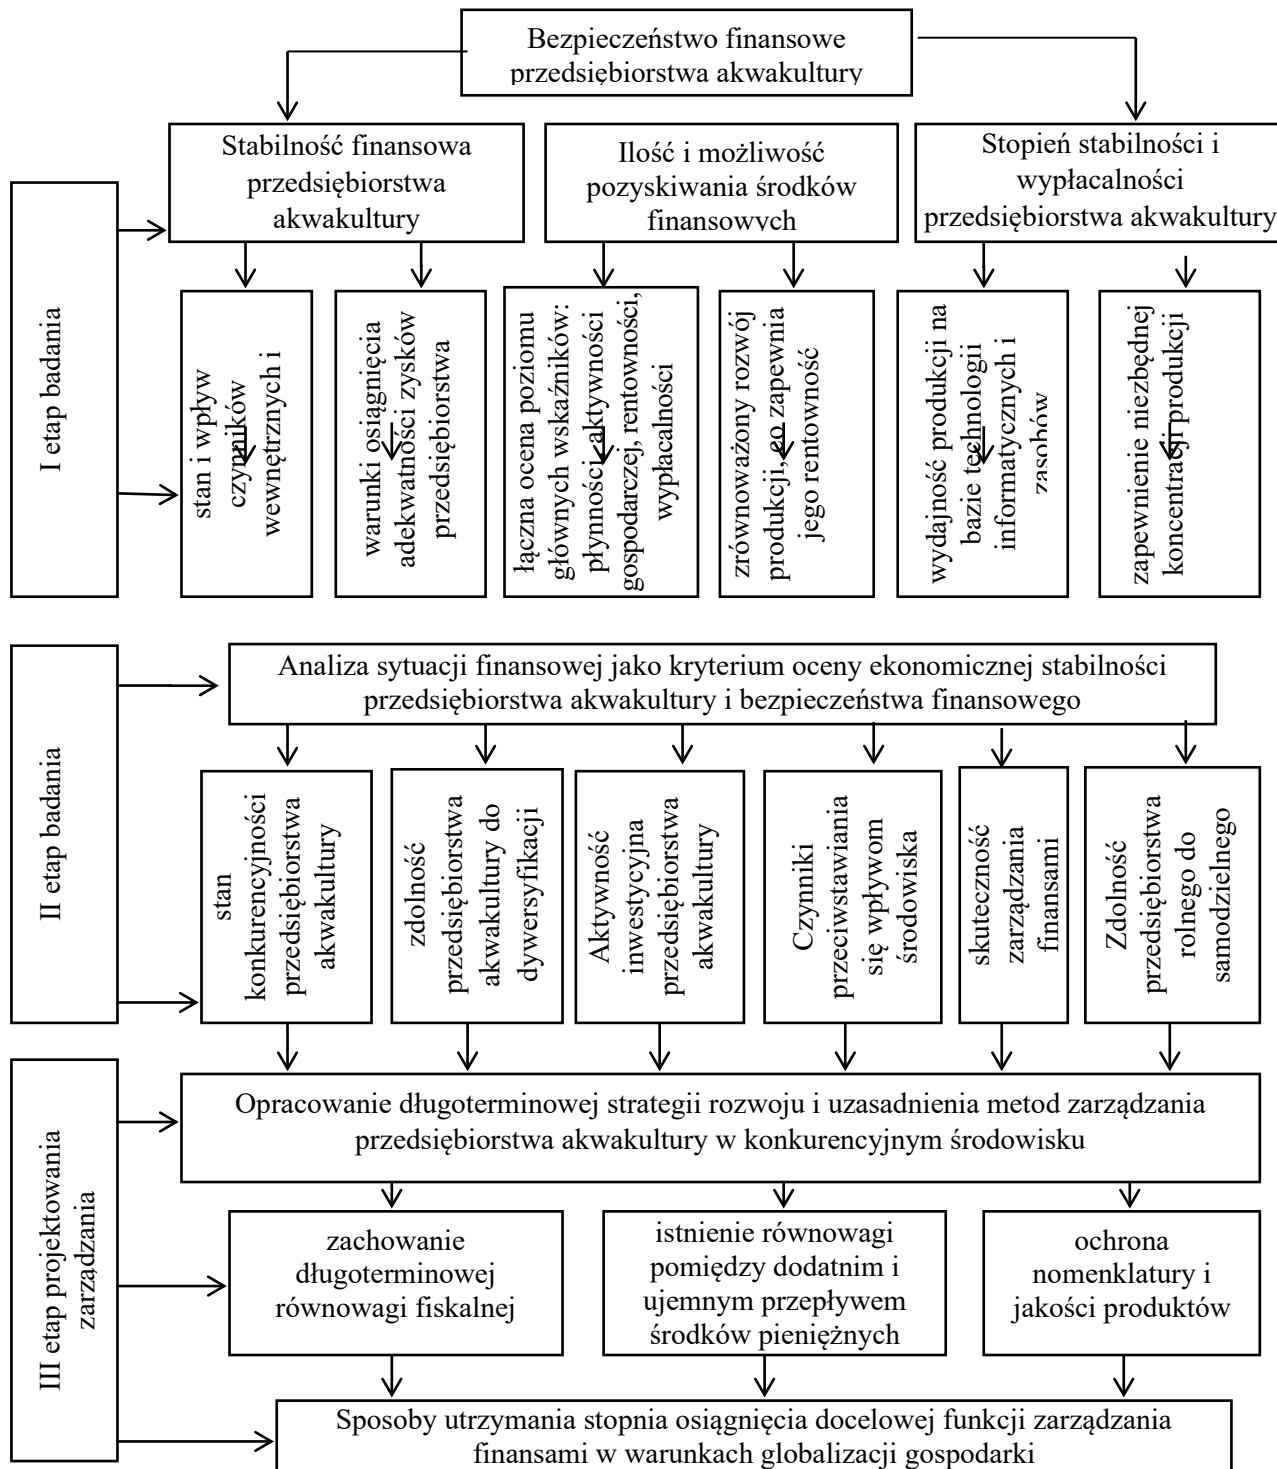 Bezpieczeństwo finansowe
przedsiębiorstwa akwakultury
Stabilność finansowa
przedsiębiorstwa
akwakultury
Ilość i możliwość
pozyskiwania środków
finansowych
Stopień stabilności i
wypłacalności
przedsiębiorstwa akwakultury
I etap badania
stan i wpływ
czynników
wewnętrznych i
warunki osiągnięcia
adekwatności zysków
przedsiębiorstwa
łączna ocena poziomu
głównych wskaźników:
płynności, aktywności
gospodarczej, rentowności,
wypłacalności
zrównoważony rozwój
produkcji, co zapewnia
jego rentowność
wydajność produkcji na
bazie technologii
informatycznych i
zasobów
zapewnienie niezbędnej
koncentracji produkcji
II etap badania
Analiza sytuacji finansowej jako kryterium oceny ekonomicznej stabilności
przedsiębiorstwa akwakultury i bezpieczeństwa finansowego
stan
konkurencyjności
przedsiębiorstwa
akwakultury
zdolność
przedsiębiorstwa
akwakultury do
dywersyfikacji
Aktywność
inwestycyjna
przedsiębiorstwa
akwakultury
Czynniki
przeciwstawiania
się wpływom
środowiska
skuteczność
zarządzania
finansami
Zdolność
przedsiębiorstwa
rolnego do
samodzielnego
III etap projektowania
zarządzania
Opracowanie długoterminowej strategii rozwoju i uzasadnienia metod zarządzania
przedsiębiorstwa akwakultury w konkurencyjnym środowisku
zachowanie
długoterminowej
równowagi fiskalnej
istnienie równowagi
pomiędzy dodatnim i
ujemnym przepływem
środków pieniężnych
ochrona
nomenklatury i
jakości produktów
Sposoby utrzymania stopnia osiągnięcia docelowej funkcji zarządzania
finansami w warunkach globalizacji gospodarki